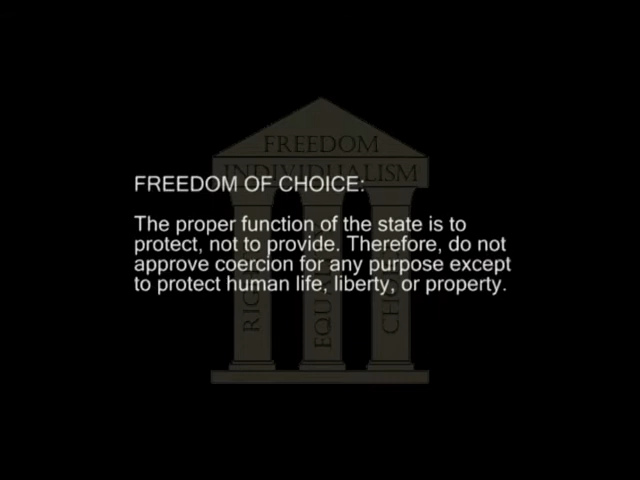 FREEDOM
INDIVIDUALISM
FREEDOM OF CHOICE:
The proper function of the state is to
protect, not to provide. Therefore, do not
approve coercion for any purpose except
to protect human life, liberty, or property.